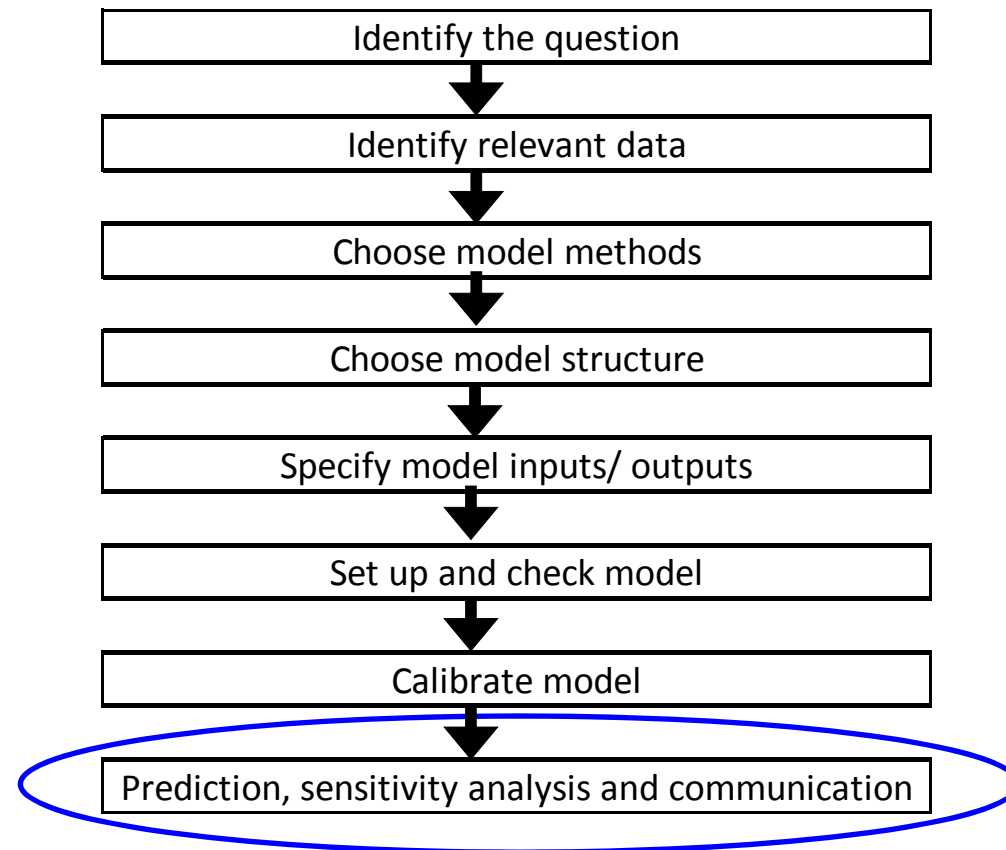 Identify the question
Identify relevant data
Choose model methods
Choose model structure
Specify model inputs/ outputs
Set up and check model
Calibrate model
Prediction, sensitivity analysis and communication